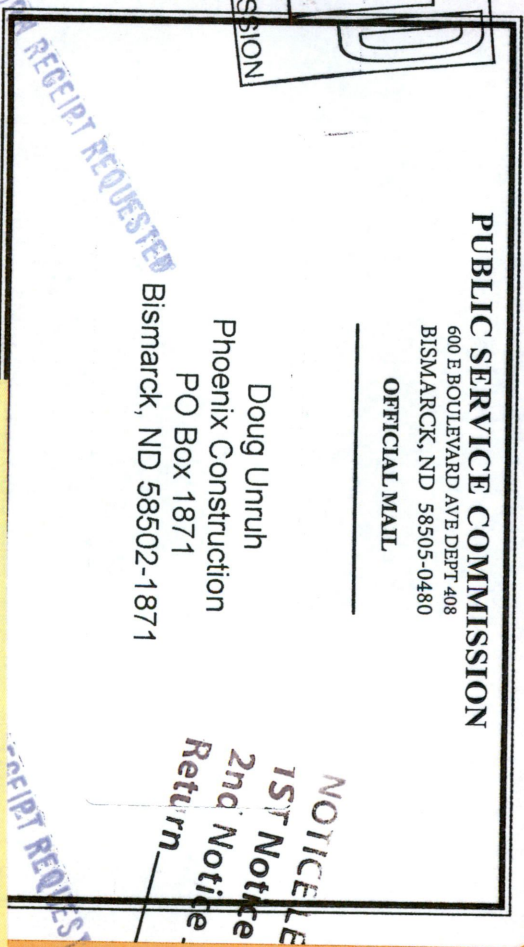 PUBLIC SERVICE COMMISSION
600 E BOULEVARD AVE DEPT 408
BISMARCK, ND 58505-0480
OFFICIAL MAIL
Doug Unruh
Phoenix Construction
PO Box 1871
Bismarck, ND 58502-1871
RECEIPT REQUESTED
NOTICE
1ST Notice
2nd Notice
Return